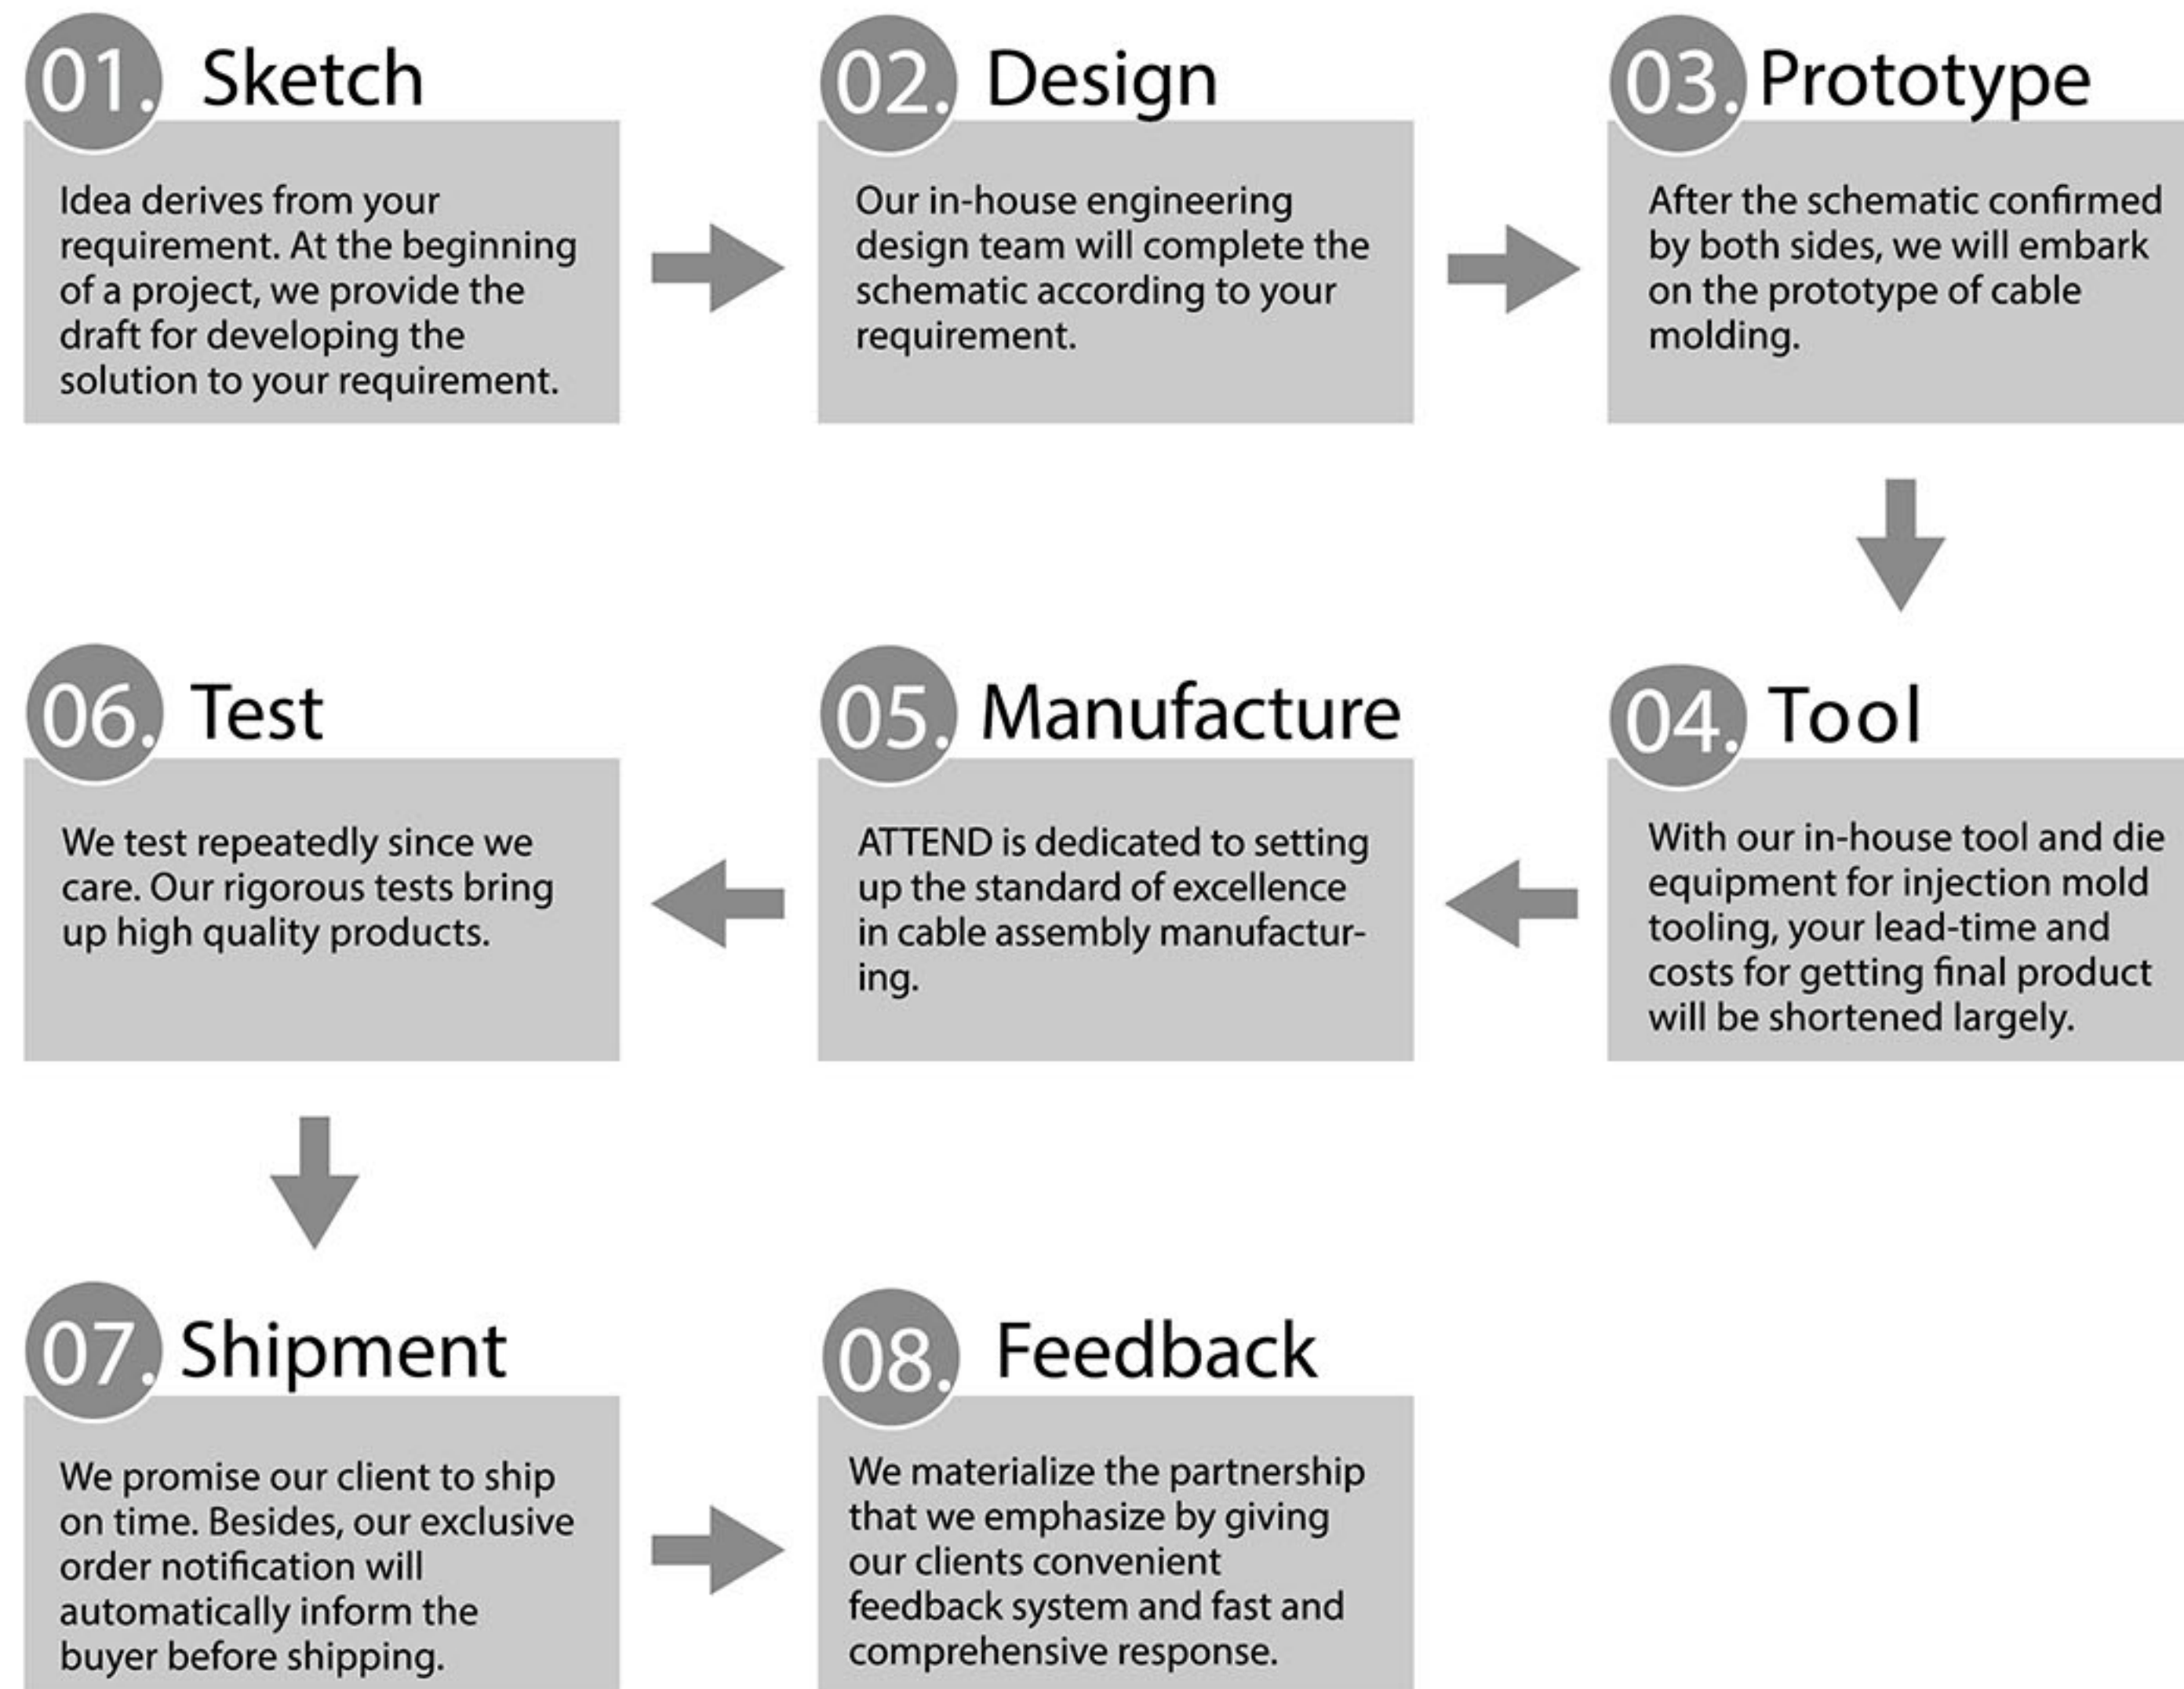 01. Sketch
Idea derives from your
requirement. At the beginning
of a project, we provide the
draft for developing the
solution to your requirement.
02. Design
Our in-house engineering
design team will complete the
schematic according to your
requirement.
03. Prototype
After the schematic confirmed
by both sides, we will embark
on the prototype of cable
molding.
04. Tool
With our in-house tool and die
equipment for injection mold
tooling, your lead-time and
costs for getting final product
will be shortened largely.
05. Manufacture
ATTEND is dedicated to setting
up the standard of excellence
in cable assembly manufactur-
ing.
06. Test
We test repeatedly since we
care. Our rigorous tests bring
up high quality products.
07. Shipment
We promise our client to ship
on time. Besides, our exclusive
order notification will
automatically inform the
buyer before shipping.
08. Feedback
We materialize the partnership
that we emphasize by giving
our clients convenient
feedback system and fast and
comprehensive response.